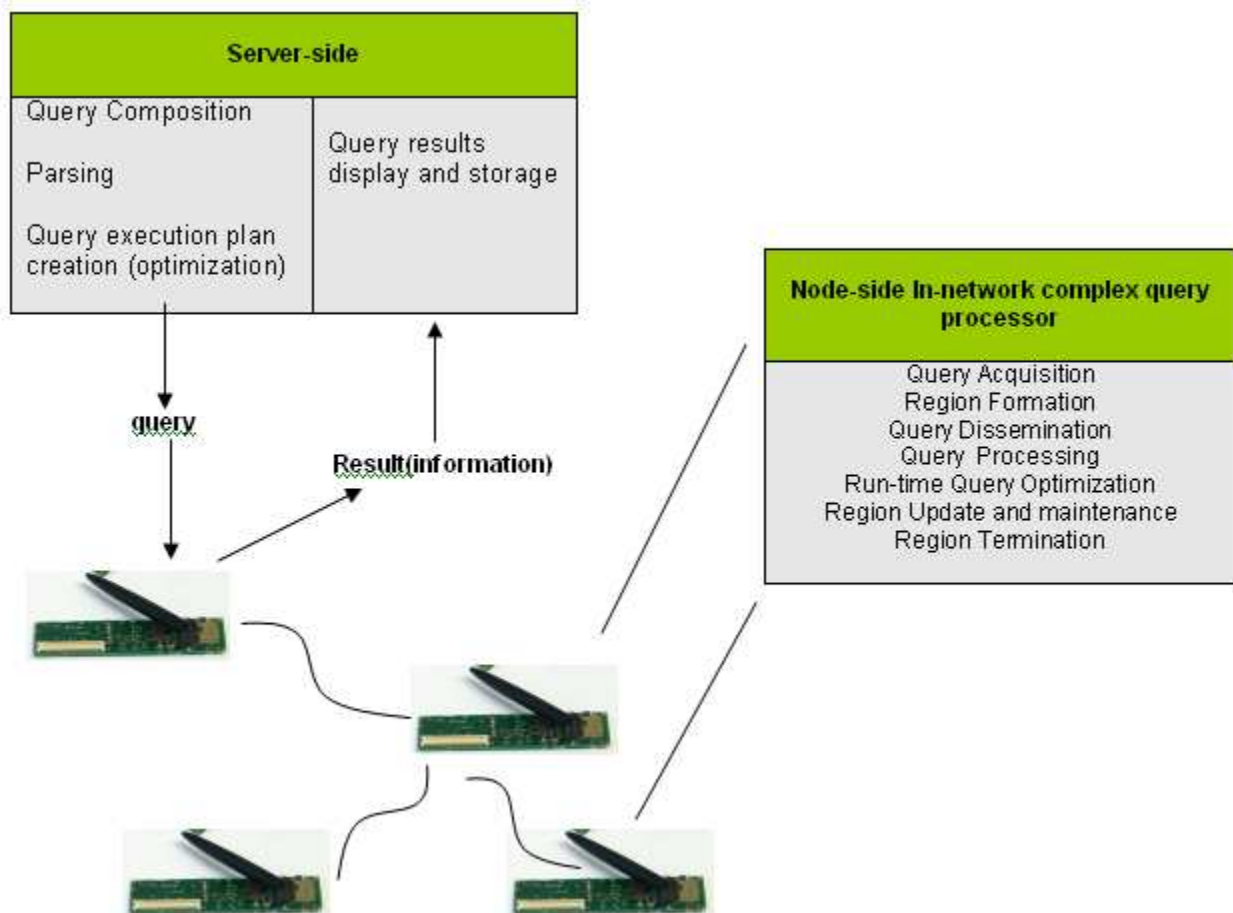 Server-side
Query Composition
Parsing
Query execution plan
creation (optimization)
Query results
display and storage
query
Result(information)
Node-side In-network complex query
processor
Query Acquisition
Region Formation
Query Dissemination
Query Processing
Run-time Query Optimization
Region Update and maintenance
Region Termination